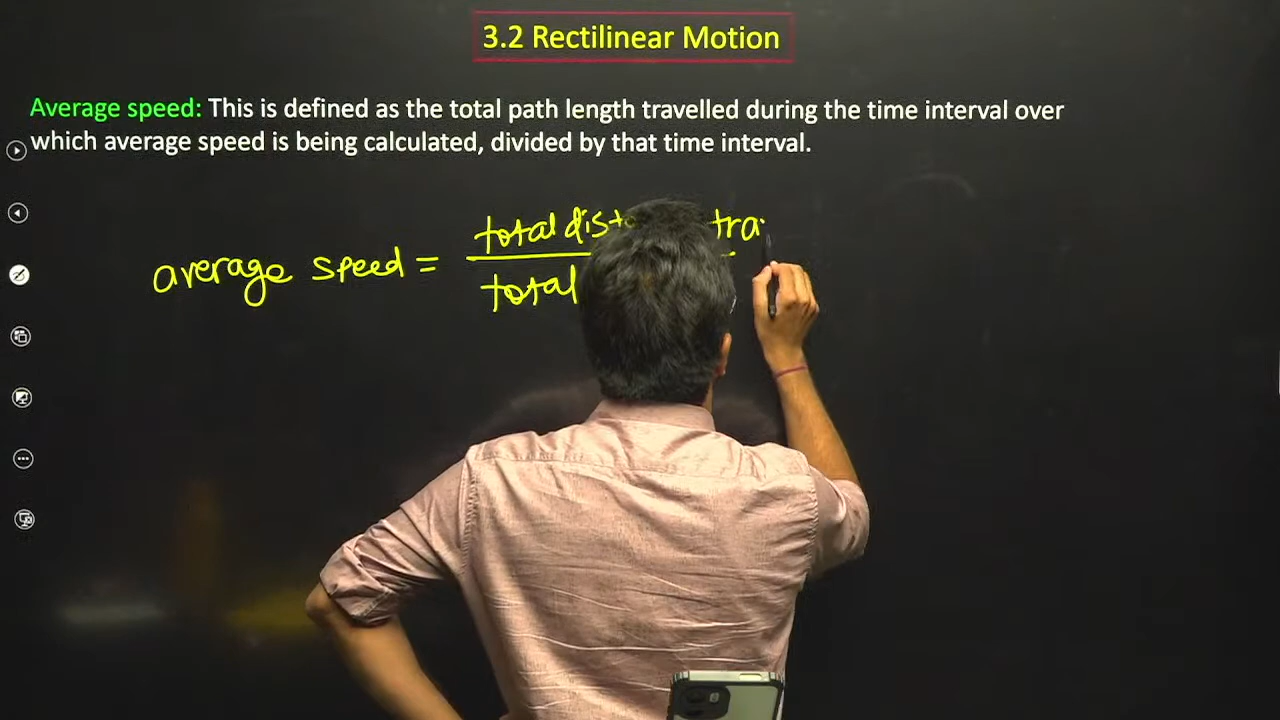 3.2 Rectilinear Motion
Average speed: This is defined as the total path length travelled during the time interval over
which average speed is being calculated, divided by that time interval.
total
average speed =
total